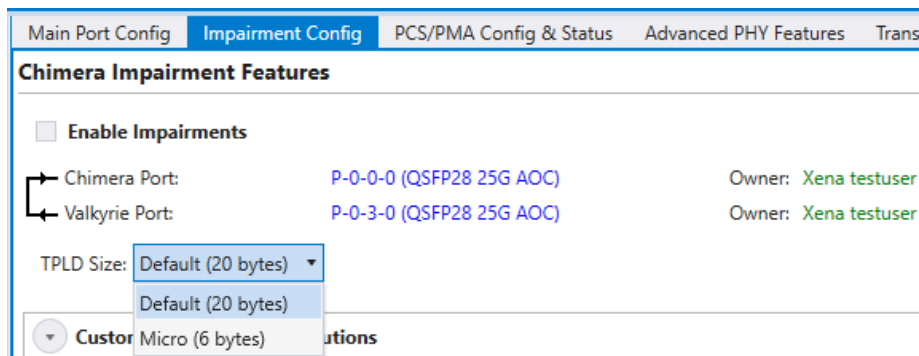 Main Port Config Impairment Config PCS/PMA Config & Status Advanced PHY Features Trans
Chimera Impairment Features
Enable Impairments
Chimera Port: P-0-0-0 (QSFP28 25G AOC) Owner: Xena testuser
Valkyrie Port: P-0-3-0 (QSFP28 25G AOC) Owner: Xena testuser
TPLD Size: Default (20 bytes)
Default (20 bytes)
Custor Micro (6 bytes) utions